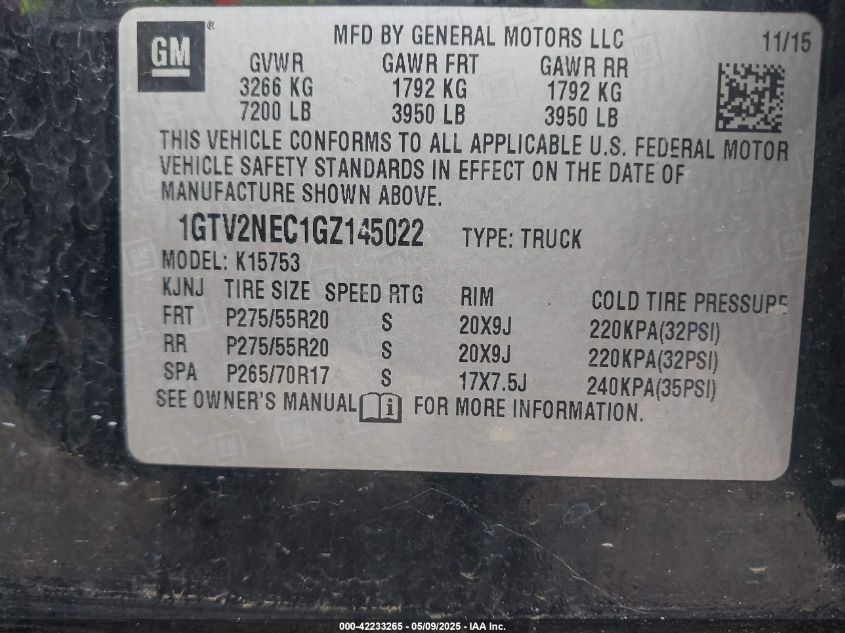 GM ®
MFD BY GENERAL MOTORS LLC 11/15
GVWR GAWR FRT GAWR RR
3266 KG 1792 KG 1792 KG
7200 LB 3950 LB 3950 LB
THIS VEHICLE CONFORMS TO ALL APPLICABLE U.S. FEDERAL MOTOR
VEHICLE SAFETY STANDARDS IN EFFECT ON THE DATE OF
MANUFACTURE SHOWN ABOVE.
1GTV2NEC1GZ145022 TYPE: TRUCK
MODEL: K15753
KJNJ TIRE SIZE SPEED RTG RIM COLD TIRE PRESSURE
FRT P275/55R20 S 20X9J 220KPA(32PSI)
RR P275/55R20 S 20X9J 220KPA(32PSI)
SPA P265/70R17 S 17X7.5J 240KPA(35PSI)
SEE OWNER'S MANUAL i FOR MORE INFORMATION.
000-42233265 - 05/09/2025 - IAA Inc.